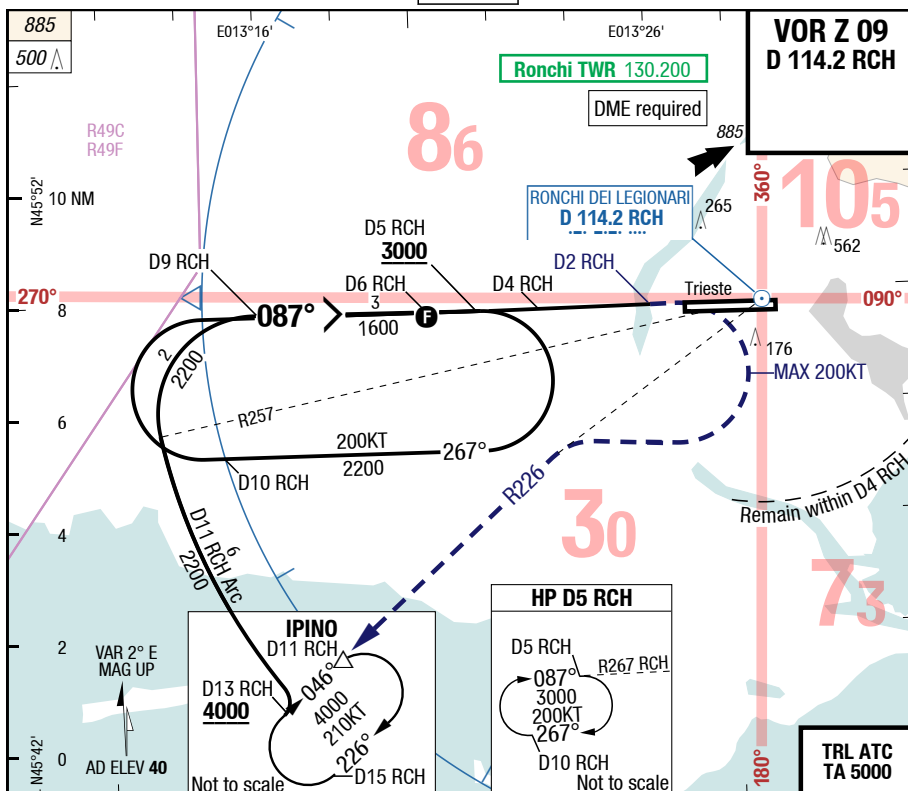 885
500
E013°16'
E013°26'
VOR Z 09
D 114.2 RCH
Ronchi TWR 130.200
DME required
R49C
R49F
86
885
105
N45°52'
10 NM
RONCHI DEI LEGIONARI
D 114.2 RCH
360°
265
562
D5 RCH
3000
D9 RCH
D6 RCH
D4 RCH
D2 RCH
Trieste
270°
090°
087°
3
1600
F
8
2
2200
176
MAX 200KT
R257
6
200KT
2200
267°
D10 RCH
R226
Remain within D4 RCH
D11 RCH Arc
6
2200
4
30
73
HP D5 RCH
D5 RCH
R267 RCH
087°
3000
200KT
267°
D10 RCH
Not to scale
IPINO
D11 RCH
046°
4000
210KT
226°
D13 RCH
4000
D15 RCH
Not to scale
2
VAR 2° E
MAG UP
N45°42'
0
AD ELEV 40
180°
TRL ATC
TA 5000